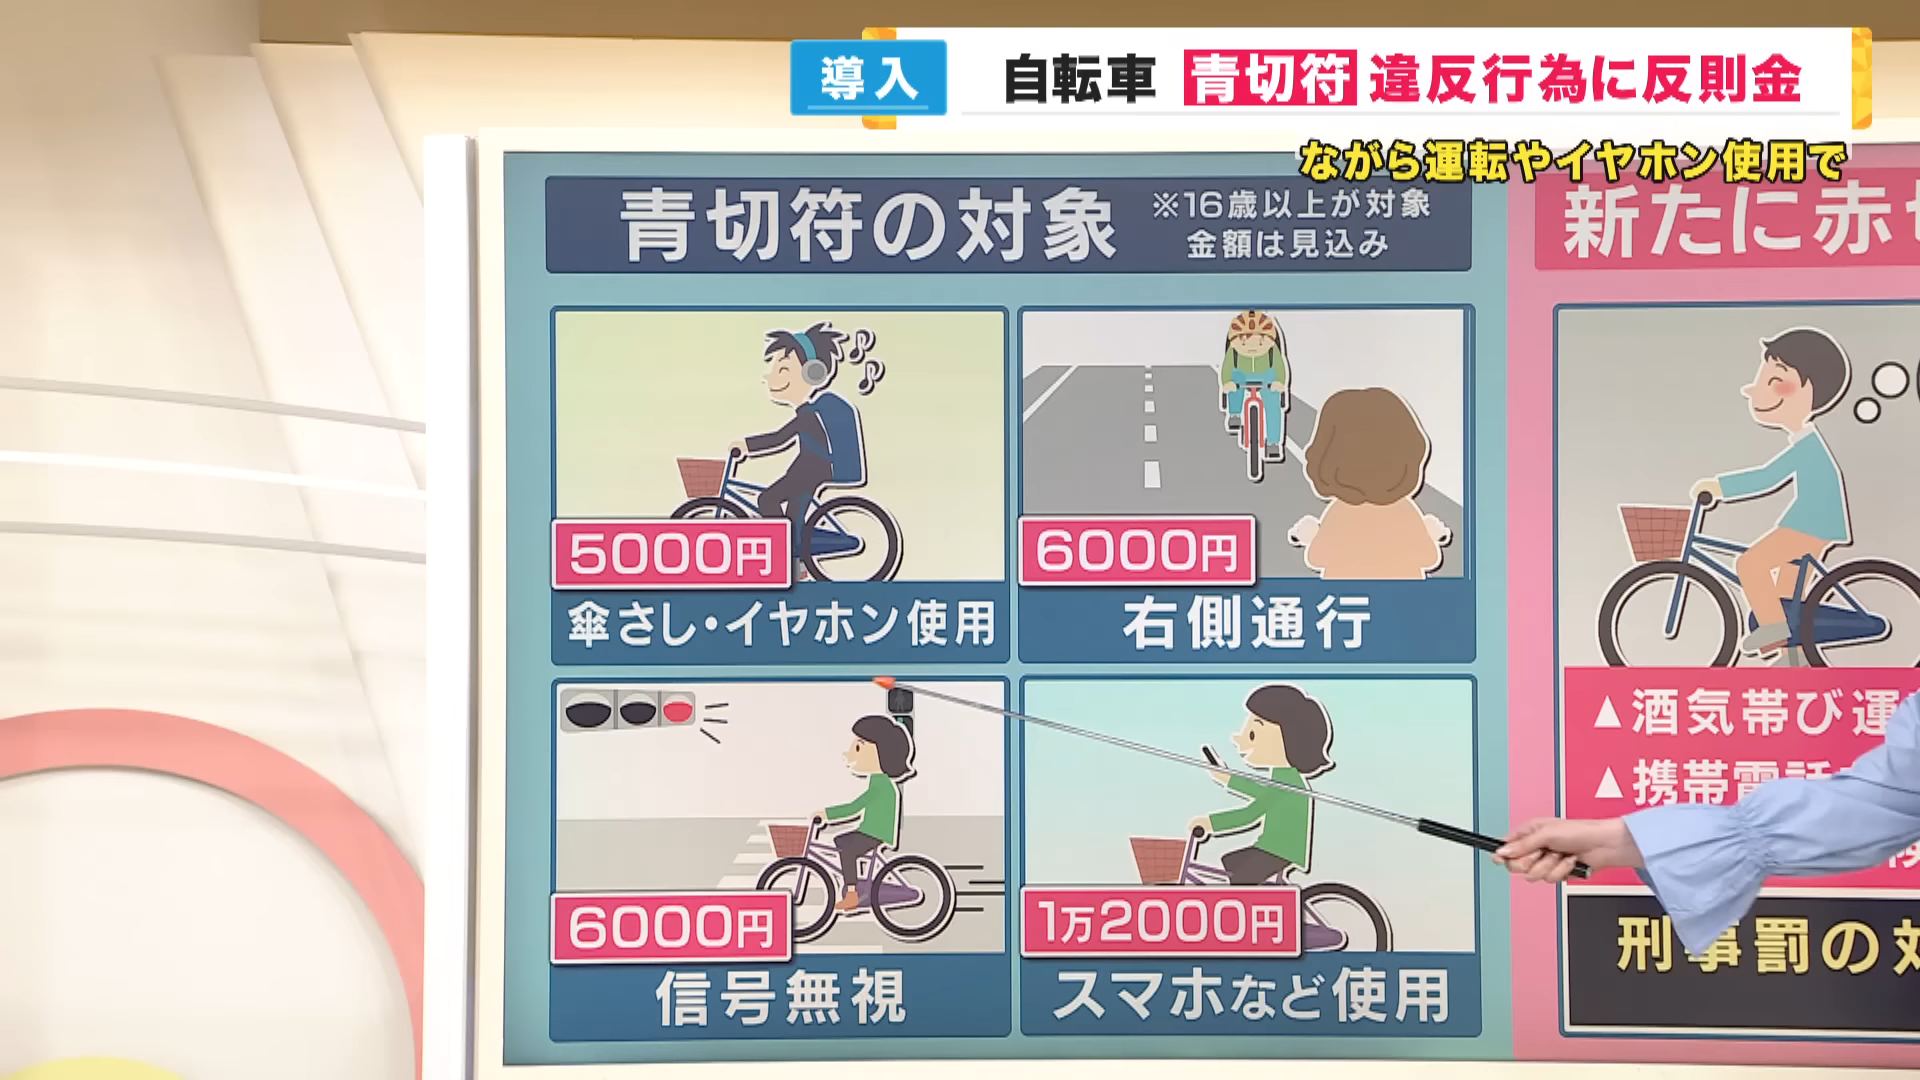 導入
自転車 青切符 違反行為に反則金
ながら運転やイヤホン使用で
青切符の対象
※16歳以上が対象
金額は見込み
5000円
傘さし・イヤホン使用
6000円
右側通行
6000円
信号無視
1万2000円
スマホなど使用
新たに赤
▲酒気帯び運
▲携帯電話
刑事罰の対